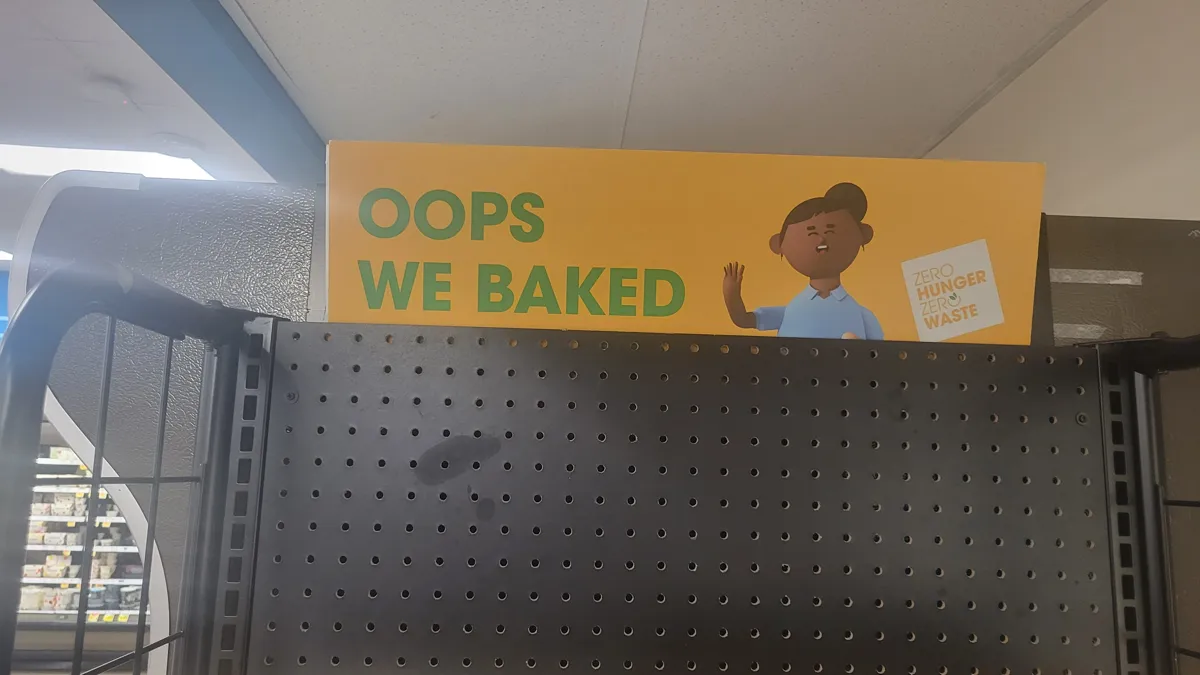 OOPS
WE BAKED
ZERO
HUNGER
ZERO
WASTE